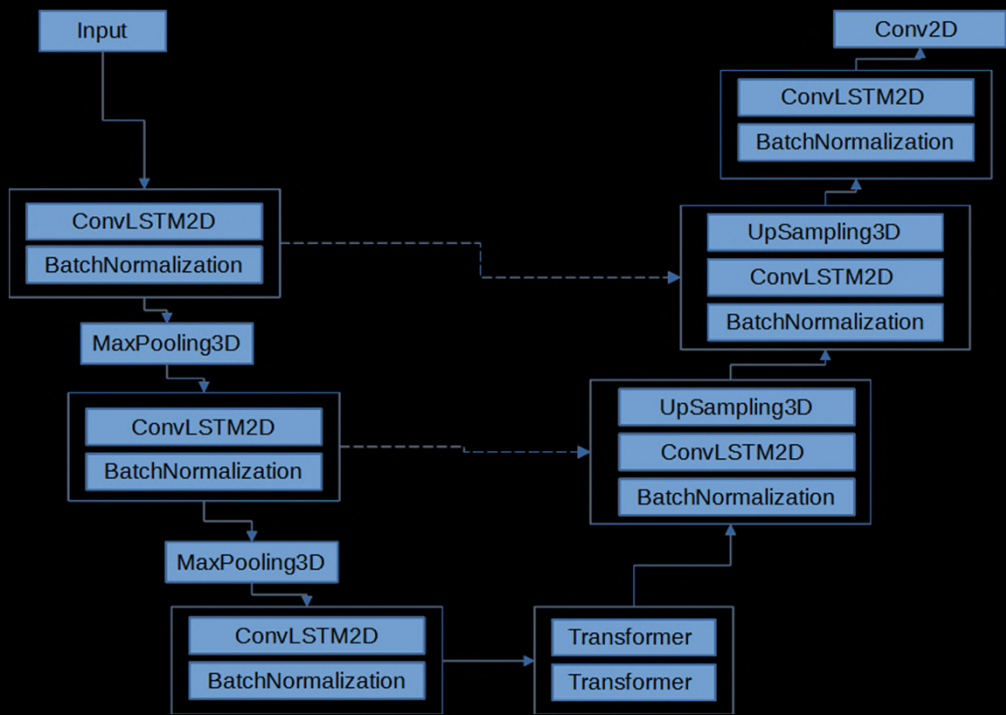 Input
ConvLSTM2D
BatchNormalization
MaxPooling3D
ConvLSTM2D
BatchNormalization
MaxPooling3D
ConvLSTM2D
BatchNormalization
Transformer
Transformer
UpSampling3D
ConvLSTM2D
BatchNormalization
UpSampling3D
ConvLSTM2D
BatchNormalization
ConvLSTM2D
BatchNormalization
Conv2D